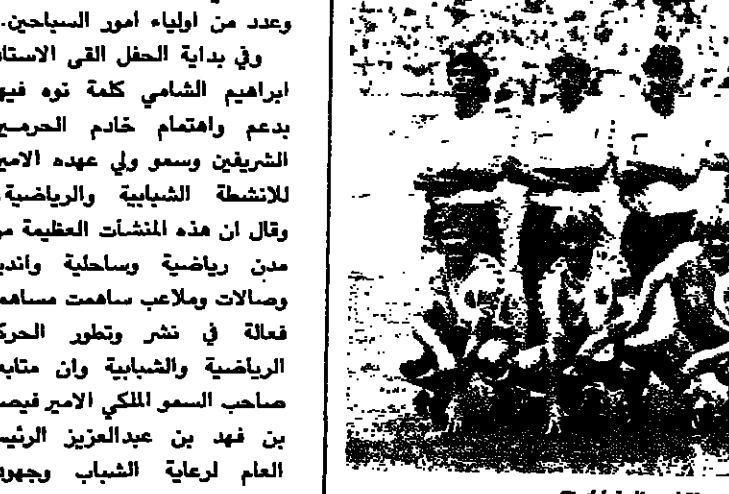 وعدد من اولياء أمور السباحين.
وفي بداية الحفل القى الاستاذ
ابراهيم الشامي كلمة نوه فيها
بدعم واهتمام خادم الحرمين
الشريفين وسمو ولي عهده الامين
للانشطة الشبابية والرياضية.
وقال ان هذه المنشآت العظيمة من
مدن رياضية وساحلية واندية
وصالات وملاعب ساهمت مساهمة
فعالة في نشر وتطور الحركة
الرياضية والشبابية وان متابعة
صاحب السمو الملكي الامير فيصل
بن فهد بن عبدالعزيز الرئيس
العام لرعاية الشباب وجهود